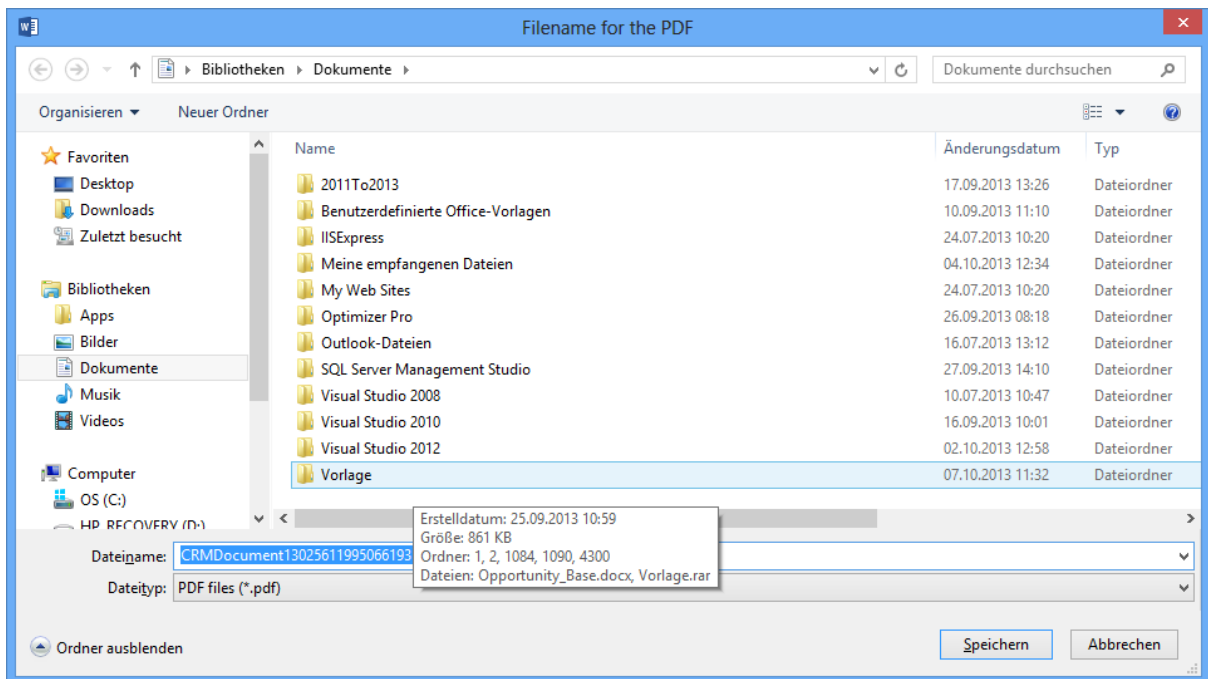 Filename for the PDF
Bibliotheken Dokumente
Dokumente durchsuchen
Organisieren Neuer Ordner
Name Änderungsdatum Typ
Favoriten
Desktop
Downloads
Zuletzt besucht
Bibliotheken
Apps
Bilder
Dokumente
Musik
Videos
Computer
OS (C:)
HP_RECOVERY (D:)
2011To2013 17.09.2013 13:26 Dateiordner
Benutzerdefinierte Office-Vorlagen 10.09.2013 11:10 Dateiordner
IISExpress 24.07.2013 10:20 Dateiordner
Meine empfangenen Dateien 04.10.2013 12:34 Dateiordner
My Web Sites 24.07.2013 10:20 Dateiordner
Optimizer Pro 26.09.2013 08:18 Dateiordner
Outlook-Dateien 16.07.2013 13:12 Dateiordner
SQL Server Management Studio 27.09.2013 14:10 Dateiordner
Visual Studio 2008 10.07.2013 10:47 Dateiordner
Visual Studio 2010 16.09.2013 10:01 Dateiordner
Visual Studio 2012 02.10.2013 12:58 Dateiordner
Vorlage 07.10.2013 11:32 Dateiordner
Erstelldatum: 25.09.2013 10:59
Größe: 861 KB
Ordner: 1, 2, 1084, 1090, 4300
Dateien: Opportunity_Base.docx, Vorlage.rar
Dateiname: CRMDocument13025611995066193
Dateityp: PDF files (*.pdf)
Ordner ausblenden
Speichern Abbrechen